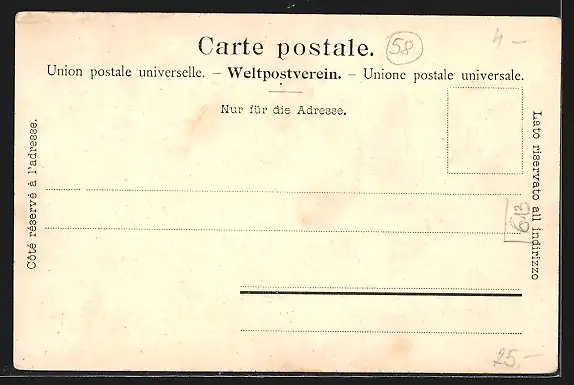 Carte postale. 58 4 –
Union postale universelle. – Weltpostverein. – Unione postale universale.
Nur für die Adresse.
Côté réservé à l'adresse.
Lato riservato all indirizzo
613
25.–